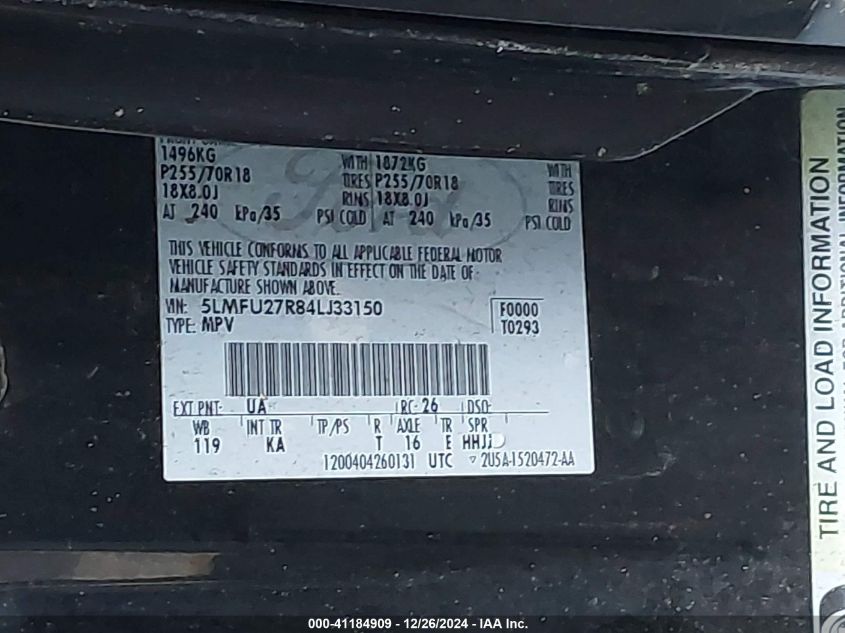 1496KG WITH 1872KG WITH
P255/70R18 TIRES P255/70R18 TIRES
18X8.0J RIMS 18X8.0J RIMS
AT 240 kPa/35 PSI COLD AT 240 kPa/35 PSI COLD
Ford
THIS VEHICLE CONFORMS TO ALL APPLICABLE FEDERAL MOTOR
VEHICLE SAFETY STANDARDS IN EFFECT ON THE DATE OF
MANUFACTURE SHOWN ABOVE.
VIN: 5LMFU27R84LJ33150 F0000
TYPE: MPV T0293
EXT PNT: UA RC: 26 DSO:
WB INT TR TP/PS R AXLE TR SPR
119 KA T 16 E HHJJ
1200404260131 UTC 2U5A-1520472-AA
TIRE AND LOAD INFORMATION
000-41184909 - 12/26/2024 - IAA Inc.